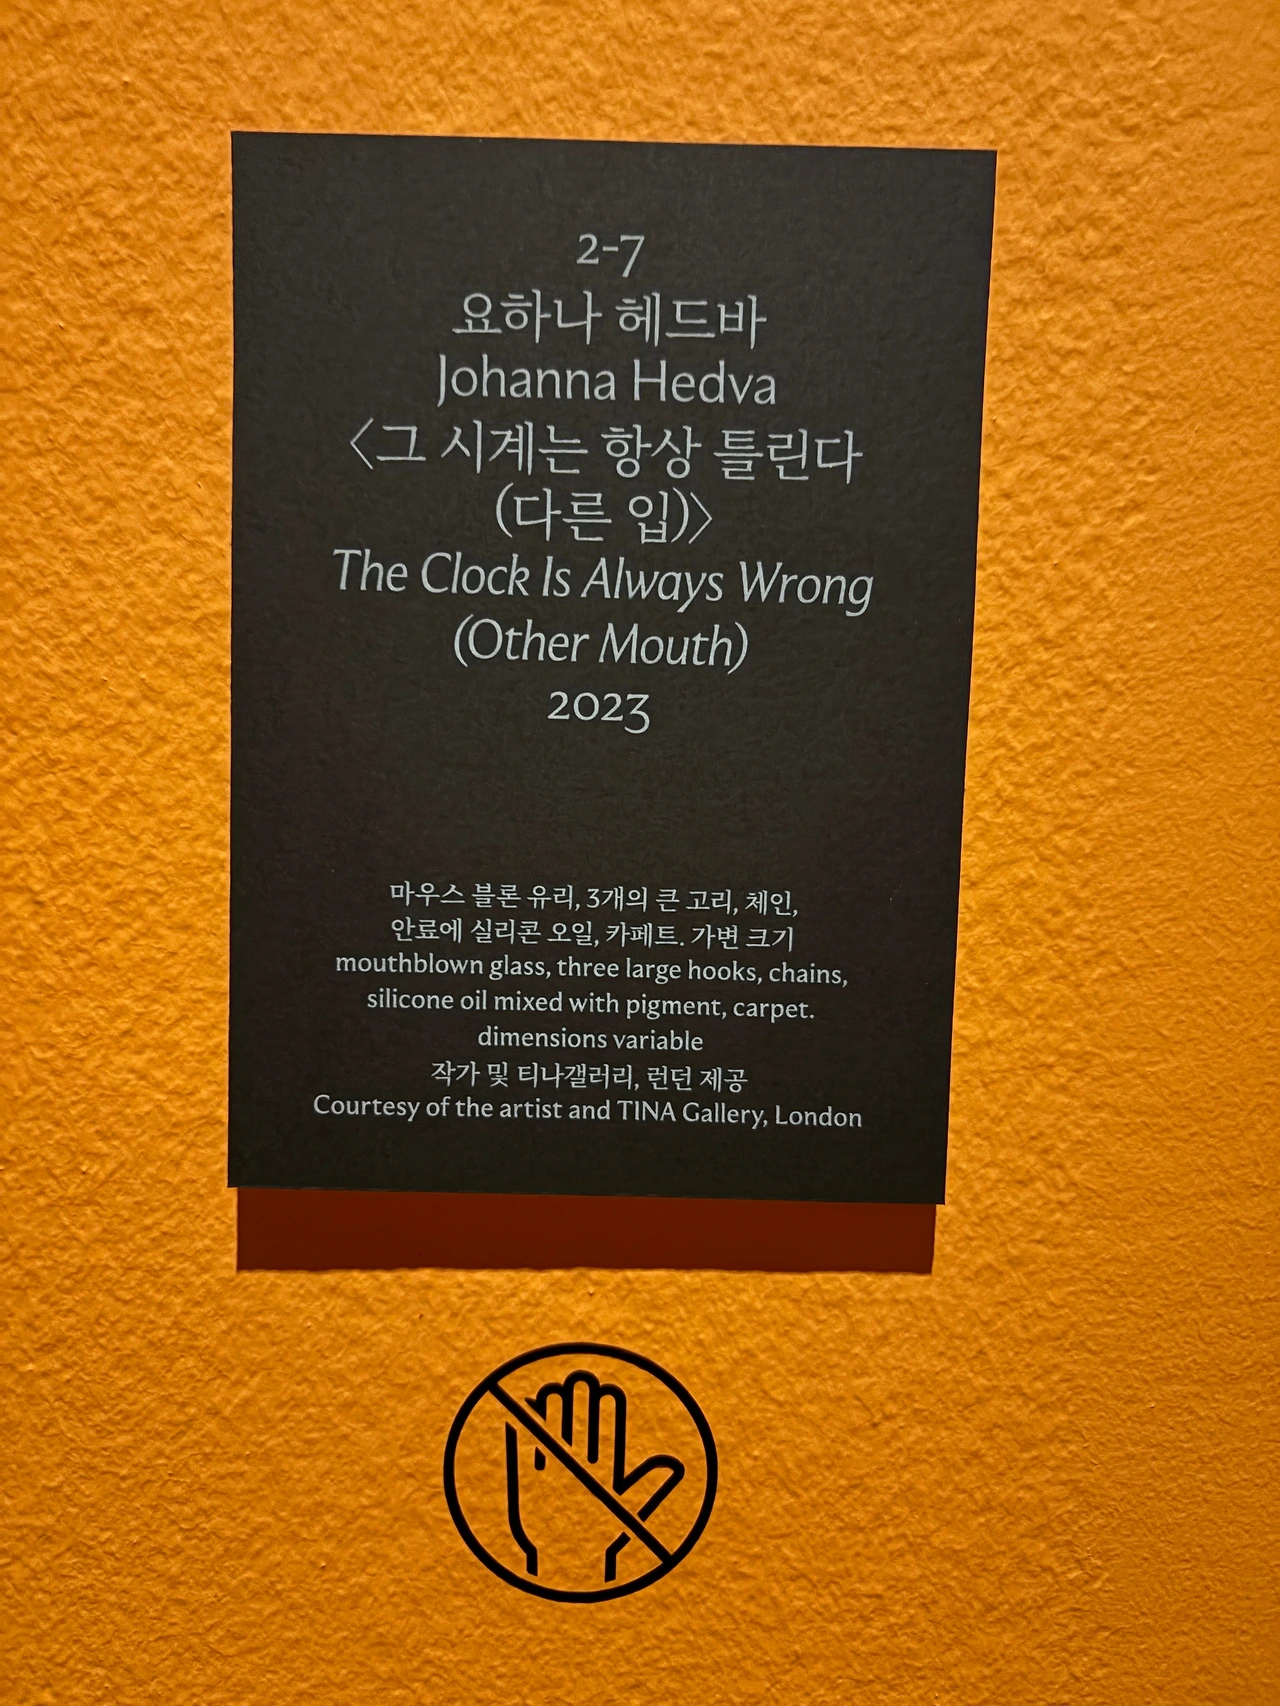 2-7
요하나 헤드바
Johanna Hedva
〈그 시계는 항상 틀린다
(다른 입)〉
The Clock Is Always Wrong
(Other Mouth)
2023
마우스 블론 유리, 3개의 큰 고리, 체인,
안료에 실리콘 오일, 카페트. 가변 크기
mouthblown glass, three large hooks, chains,
silicone oil mixed with pigment, carpet.
dimensions variable
작가 및 티나갤러리, 런던 제공
Courtesy of the artist and TINA Gallery, London